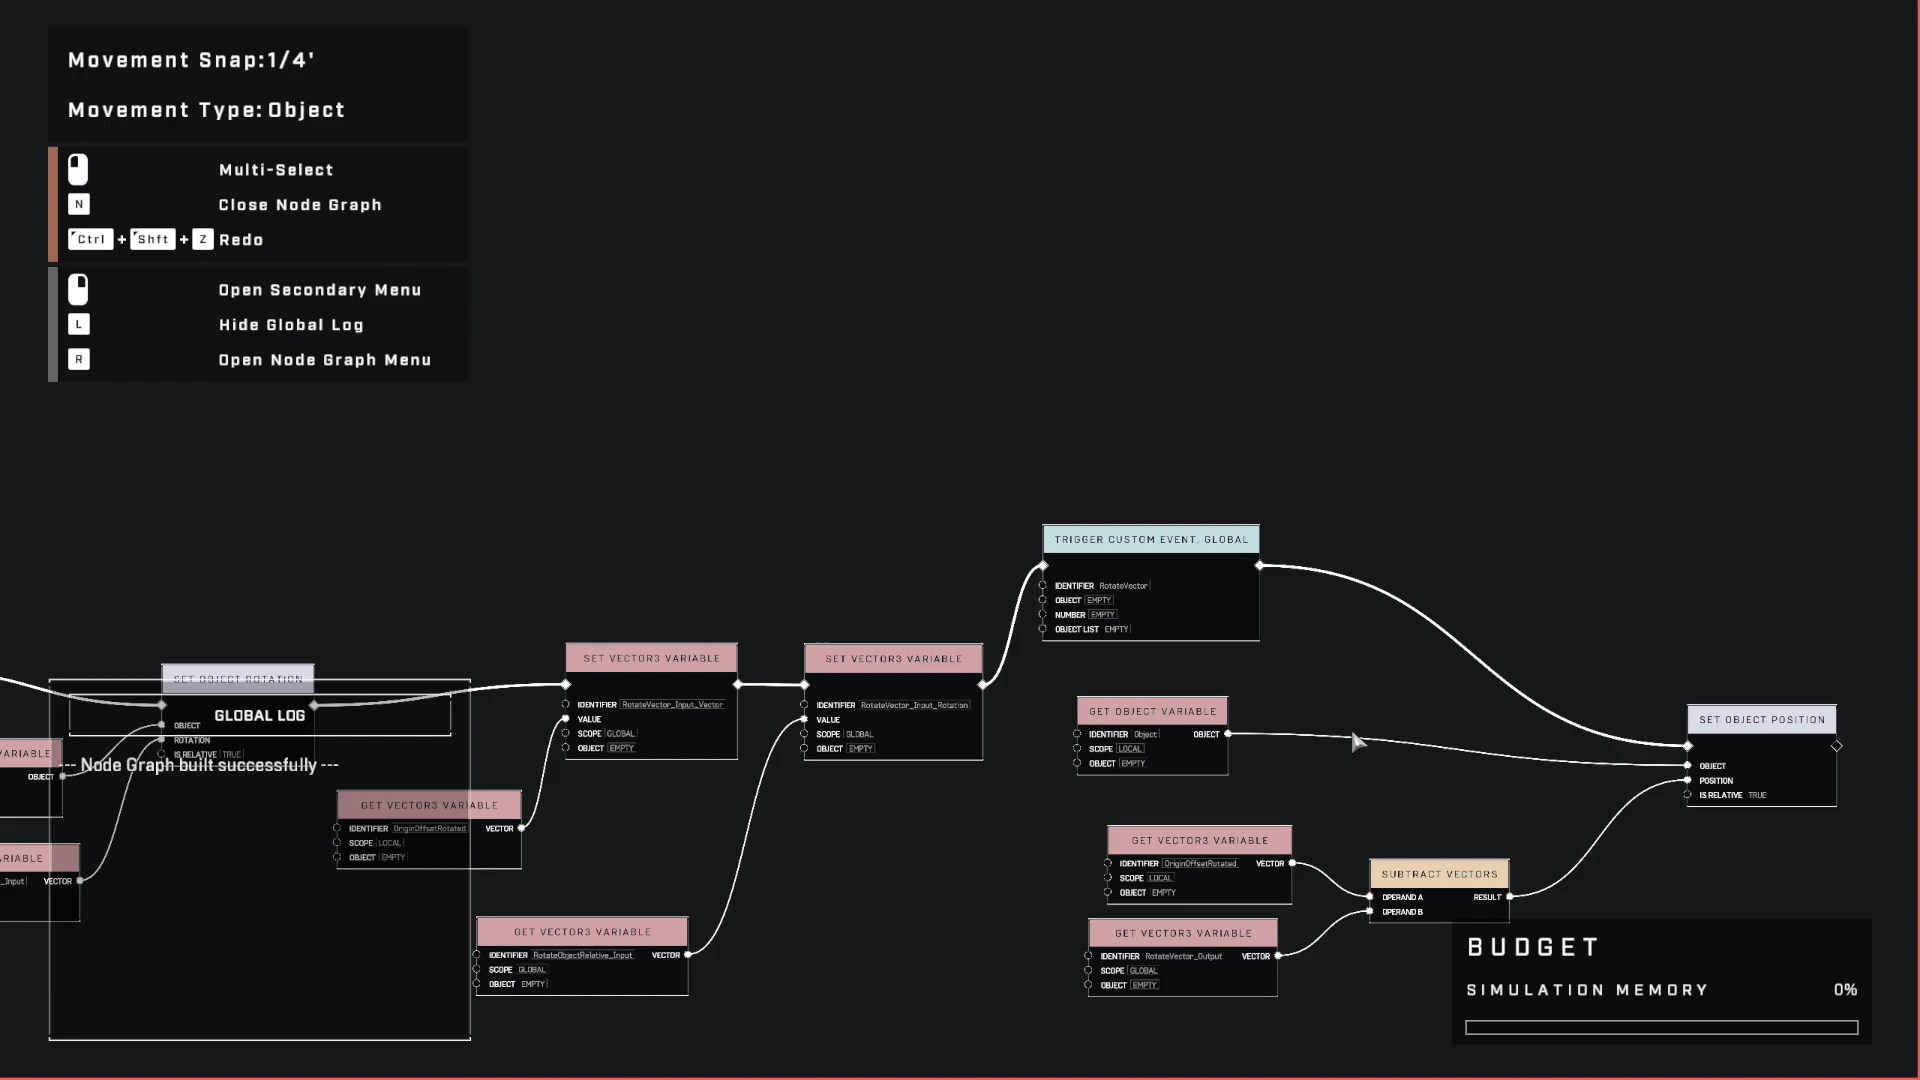 Movement Snap:1/4'
Movement Type: Object
Multi-Select
N Close Node Graph
Ctrl + Shft + Z Redo
Open Secondary Menu
L Hide Global Log
R Open Node Graph Menu
TRIGGER CUSTOM EVENT, GLOBAL
IDENTIFIER RotateVector
OBJECT EMPTY
NUMBER EMPTY
OBJECT LIST EMPTY
SET OBJECT ROTATION
OBJECT
ROTATION
IS RELATIVE TRUE
GLOBAL LOG
--- Node Graph built successfully ---
VARIABLE
OBJECT
ARIABLE
_Input VECTOR
SET VECTOR3 VARIABLE
IDENTIFIER RotateVector_Input_Vector
VALUE
SCOPE GLOBAL
OBJECT EMPTY
SET VECTOR3 VARIABLE
IDENTIFIER RotateVector_Input_Rotation
VALUE
SCOPE GLOBAL
OBJECT EMPTY
GET VECTOR3 VARIABLE
IDENTIFIER OriginOffsetRotated VECTOR
SCOPE LOCAL
OBJECT EMPTY
GET VECTOR3 VARIABLE
IDENTIFIER RotateObjectRelative_Input VECTOR
SCOPE GLOBAL
OBJECT EMPTY
GET OBJECT VARIABLE
IDENTIFIER Object OBJECT
SCOPE LOCAL
OBJECT EMPTY
GET VECTOR3 VARIABLE
IDENTIFIER OriginOffsetRotated VECTOR
SCOPE LOCAL
OBJECT EMPTY
GET VECTOR3 VARIABLE
IDENTIFIER RotateVector_Output VECTOR
SCOPE GLOBAL
OBJECT EMPTY
SUBTRACT VECTORS
OPERAND A RESULT
OPERAND B
SET OBJECT POSITION
OBJECT
POSITION
IS RELATIVE TRUE
BUDGET
SIMULATION MEMORY 0%